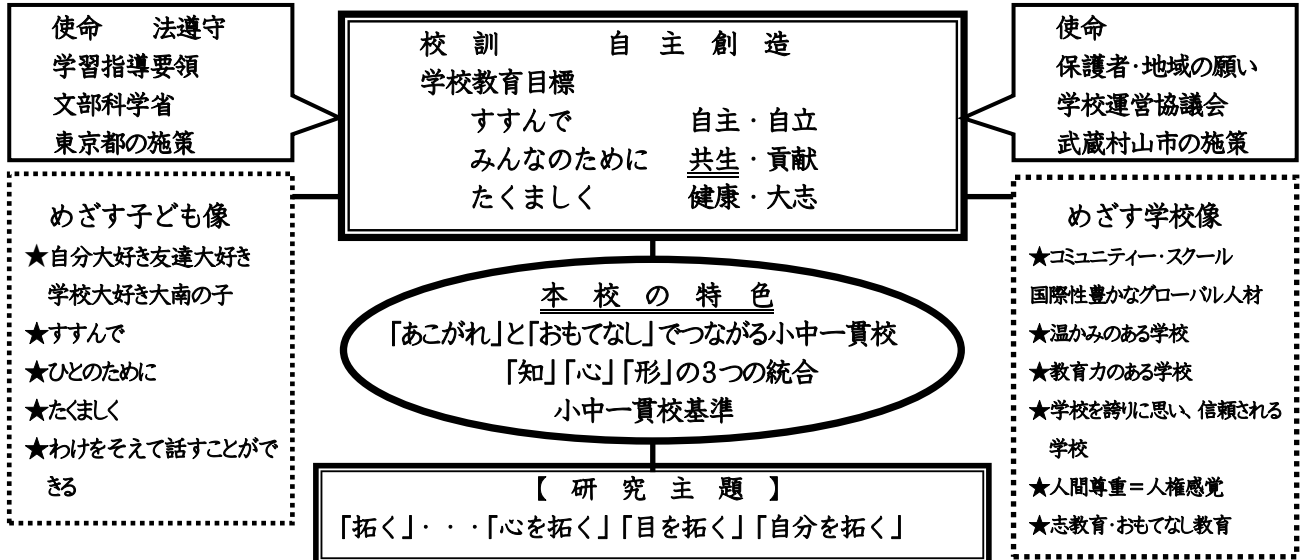 使命　法遵守
学習指導要領
文部科学省
東京都の施策
校訓　自主創造
学校教育目標
すすんで　自主・自立
みんなのために　共生・貢献
たくましく　健康・大志
使命
保護者・地域の願い
学校運営協議会
武蔵村山市の施策
めざす子ども像
★自分大好き友達大好き
学校大好き大南の子
★すすんで
★ひとのために
★たくましく
★わけをそえて話すことがで
きる
本校の特色
「あこがれ」と「おもてなし」でつながる小中一貫校
「知」「心」「形」の3つの統合
小中一貫校基準
めざす学校像
★コミュニティー・スクール
国際性豊かなグローバル人材
★温かみのある学校
★教育力のある学校
★学校を誇りに思い、信頼される
学校
★人間尊重＝人権感覚
★志教育・おもてなし教育
【研究主題】
「拓く」・・・「心を拓く」「目を拓く」「自分を拓く」